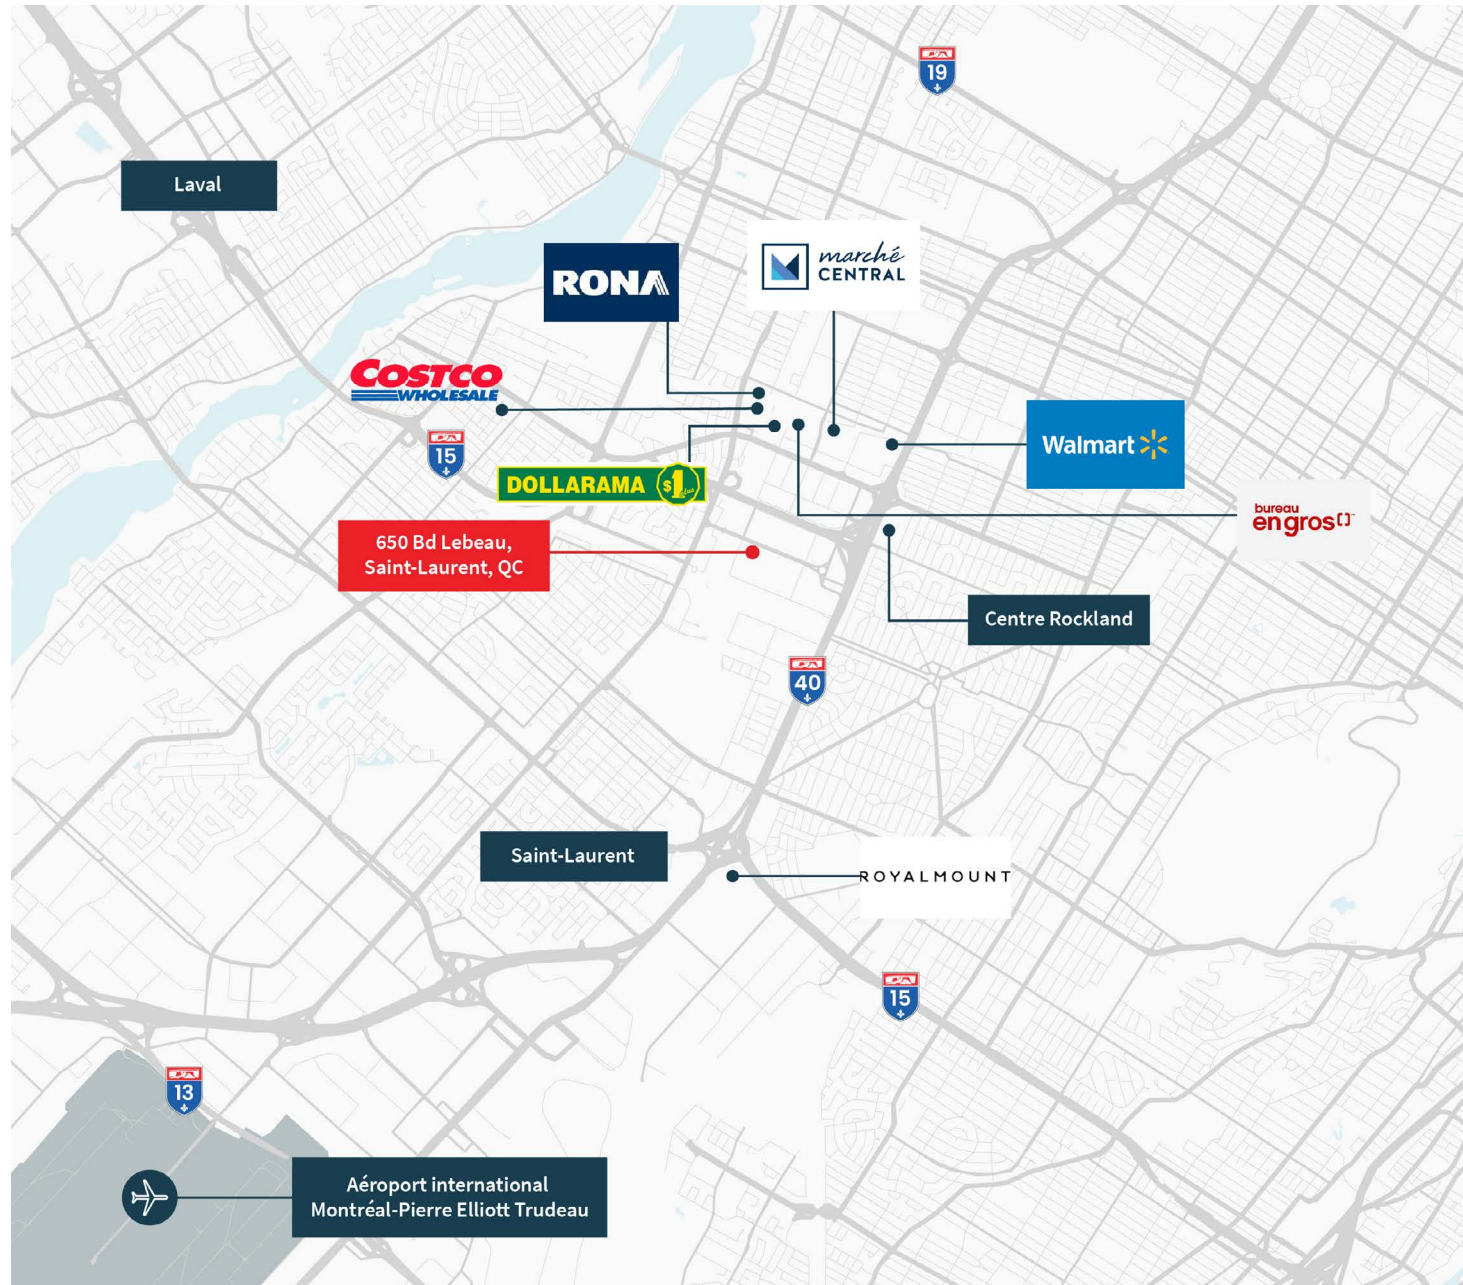 19
Laval
marché
CENTRAL
RONA
COSTCO
WHOLESALE
15
Walmart
DOLLARAMA $1 plus
bureau
en gros
650 Bd Lebeau,
Saint-Laurent, QC
Centre Rockland
40
Saint-Laurent
ROYALMOUNT
15
13
Aéroport international
Montréal-Pierre Elliott Trudeau